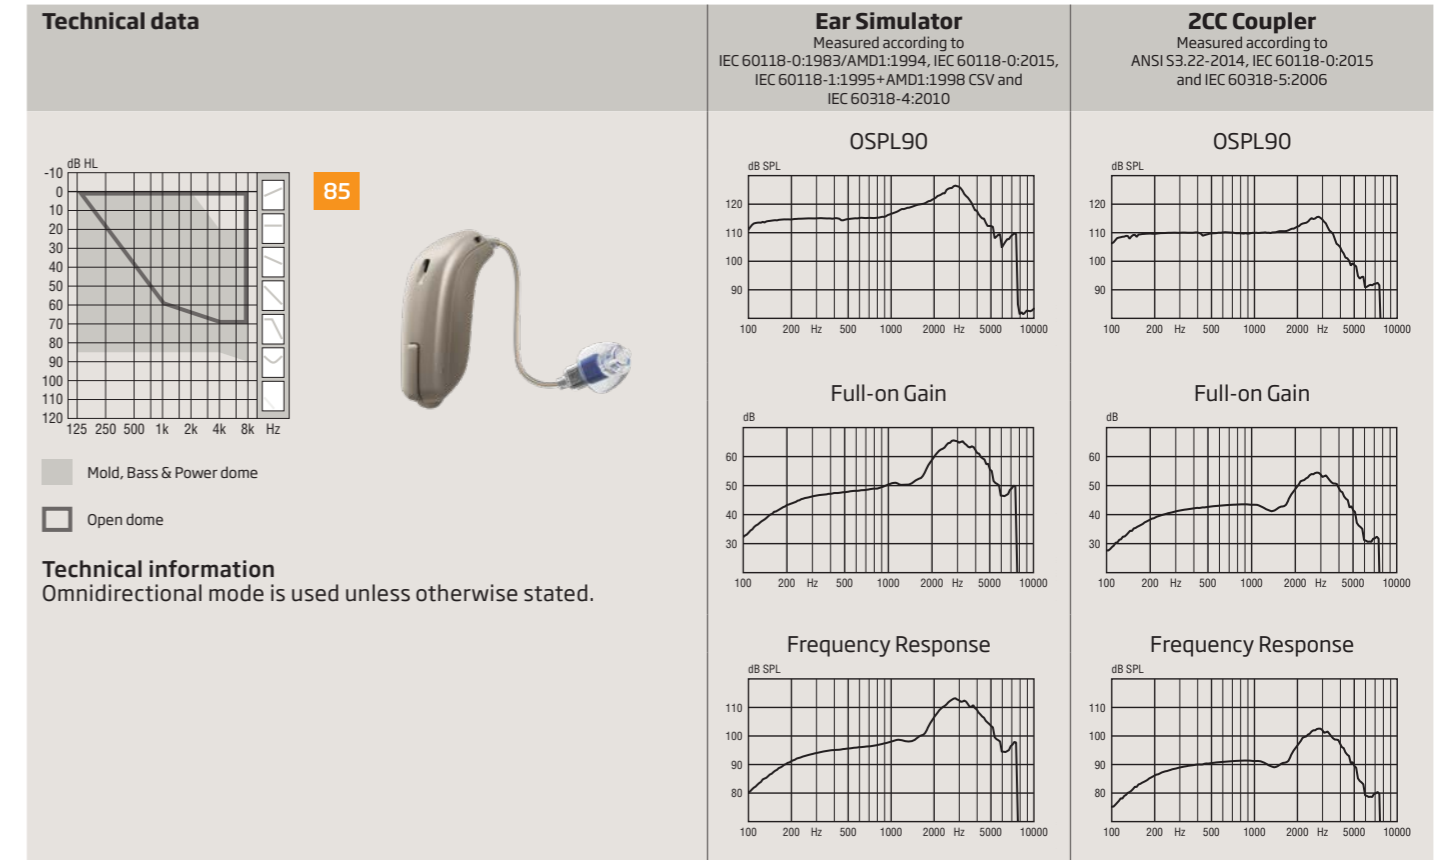 Technical data
Ear Simulator
Measured according to
IEC 60118-0:1983/AMD1:1994, IEC 60118-0:2015,
IEC 60118-1:1995+AMD1:1998 CSV and
IEC 60318-4:2010
2CC Coupler
Measured according to
ANSI S3.22-2014, IEC 60118-0:2015
and IEC 60318-5:2006
dB HL
-10
0
10
20
30
40
50
60
70
80
90
100
110
120
125 250 500 1k 2k 4k 8k Hz
85
Mold, Bass & Power dome
Open dome
Technical information
Omnidirectional mode is used unless otherwise stated.
OSPL90
dB SPL
120
110
100
90
100 200 Hz 500 1000 2000 Hz 5000 10000
OSPL90
dB SPL
120
110
100
90
100 200 Hz 500 1000 2000 Hz 5000 10000
Full-on Gain
dB
60
50
40
30
100 200 Hz 500 1000 2000 Hz 5000 10000
Full-on Gain
dB
60
50
40
30
100 200 Hz 500 1000 2000 Hz 5000 10000
Frequency Response
dB SPL
110
100
90
80
100 200 Hz 500 1000 2000 Hz 5000 10000
Frequency Response
dB SPL
110
100
90
80
100 200 Hz 500 1000 2000 Hz 5000 10000